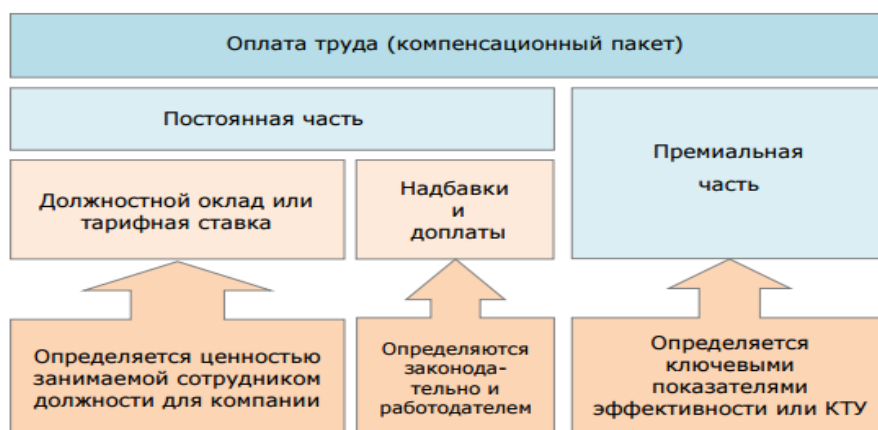 Оплата труда (компенсационный пакет)
Постоянная часть
Премиальная
часть
Должностной оклад или
тарифная ставка
Надбавки
и
доплаты
Определяется ценностью
занимаемой сотрудником
должности для компании
Определяются
законода-
тельно и
работодателем
Определяется
ключевыми
показателями
эффективности или КТУ